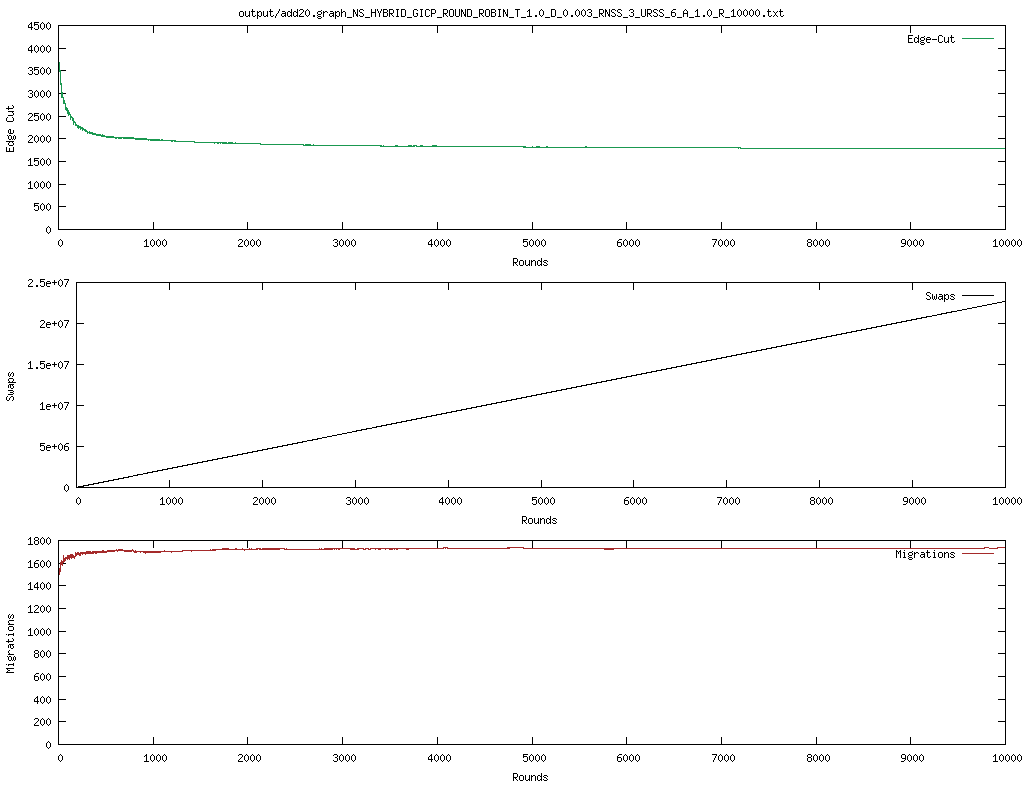 output/add20.graph_NS_HYBRID_GICP_ROUND_ROBIN_T_1.0_D_0.003_RNSS_3_URSS_6_A_1.0_R_10000.txt
4500
Edge-Cut
4000
3500
3000
2500
2000
1500
1000
500
0
Edge Cut
0 1000 2000 3000 4000 5000 6000 7000 8000 9000 10000
Rounds
2.5e+07
Swaps
2e+07
1.5e+07
1e+07
5e+06
0
Swaps
0 1000 2000 3000 4000 5000 6000 7000 8000 9000 10000
Rounds
1800
Migrations
1600
1400
1200
1000
800
600
400
200
0
Migrations
0 1000 2000 3000 4000 5000 6000 7000 8000 9000 10000
Rounds